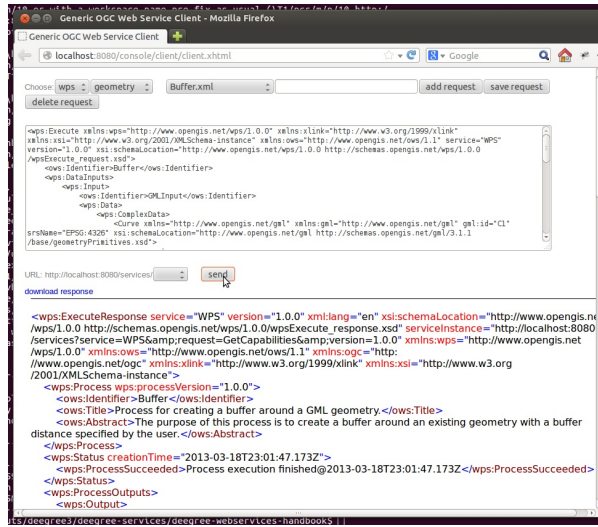 Generic OGC Web Service Client - Mozilla Firefox
Generic OGC Web Service Client
localhost:8080/console/client/client.xhtml
Google
Choose: wps geometry Buffer.xml add request save request
delete request
<wps:Execute xmlns:wps="http://www.opengis.net/wps/1.0.0" xmlns:xlink="http://www.w3.org/1999/xlink"
xmlns:xsi="http://www.w3.org/2001/XMLSchema-instance" xmlns:ows="http://www.opengis.net/ows/1.1" service="WPS"
version="1.0.0" xsi:schemaLocation="http://www.opengis.net/wps/1.0.0 http://schemas.opengis.net/wps/1.0.0
/wpsExecute_request.xsd">
<ows:Identifier>Buffer</ows:Identifier>
<wps:DataInputs>
<wps:Input>
<ows:Identifier>GMLInput</ows:Identifier>
<wps:Data>
<wps:ComplexData>
<Curve xmlns="http://www.opengis.net/gml" xmlns:gml="http://www.opengis.net/gml" gml:id="C1"
srsName="EPSG:4326" xsi:schemaLocation="http://www.opengis.net/gml http://schemas.opengis.net/gml/3.1.1
/base/geometryPrimitives.xsd">
URL: http://localhost:8080/services/ send
download response
<wps:ExecuteResponse service="WPS" version="1.0.0" xml:lang="en" xsi:schemaLocation="http://www.opengis.ne
/wps/1.0.0 http://schemas.opengis.net/wps/1.0.0/wpsExecute_response.xsd" serviceInstance="http://localhost:8080
/services?service=WPS&amp;request=GetCapabilities&amp;version=1.0.0" xmlns:wps="http://www.opengis.net
/wps/1.0.0" xmlns:ows="http://www.opengis.net/ows/1.1" xmlns:ogc="http:
//www.opengis.net/ogc" xmlns:xlink="http://www.w3.org/1999/xlink" xmlns:xsi="http://www.w3.org
/2001/XMLSchema-instance">
<wps:Process wps:processVersion="1.0.0">
<ows:Identifier>Buffer</ows:Identifier>
<ows:Title>Process for creating a buffer around a GML geometry.</ows:Title>
<ows:Abstract>The purpose of this process is to create a buffer around an existing geometry with a buffer
distance specified by the user.</ows:Abstract>
</wps:Process>
<wps:Status creationTime="2013-03-18T23:01:47.173Z">
<wps:ProcessSucceeded>Process execution finished@2013-03-18T23:01:47.173Z</wps:ProcessSucceeded>
</wps:Status>
<wps:ProcessOutputs>
<wps:Output>
uts/deegree3/deegree-services/deegree-webservices-handbook$